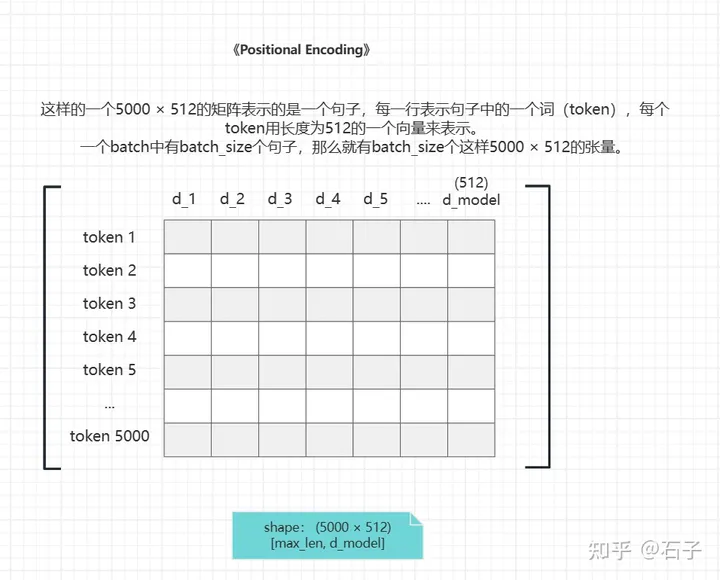 《Positional Encoding》
这样的一个5000 × 512的矩阵表示的是一个句子，每一行表示句子中的一个词（token），每个
token用长度为512的一个向量来表示。
一个batch中有batch_size个句子，那么就有batch_size个这样5000 × 512的张量。
(512)
d_1 d_2 d_3 d_4 d_5 .... d_model
token 1
token 2
token 3
token 4
token 5
...
token 5000
shape： (5000 × 512)
[max_len, d_model]
知乎 @石子